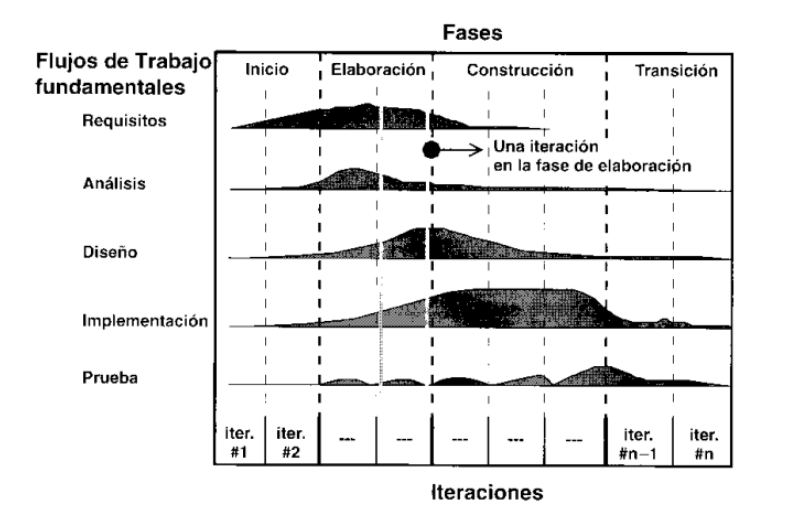 Fases
Flujos de Trabajo
fundamentales
Inicio
Elaboración
Construcción
Transición
Requisitos
Una iteración
en la fase de elaboración
Análisis
Diseño
Implementación
Prueba
iter.
#1
iter.
#2
---
---
---
---
---
iter.
#n–1
iter.
#n
Iteraciones